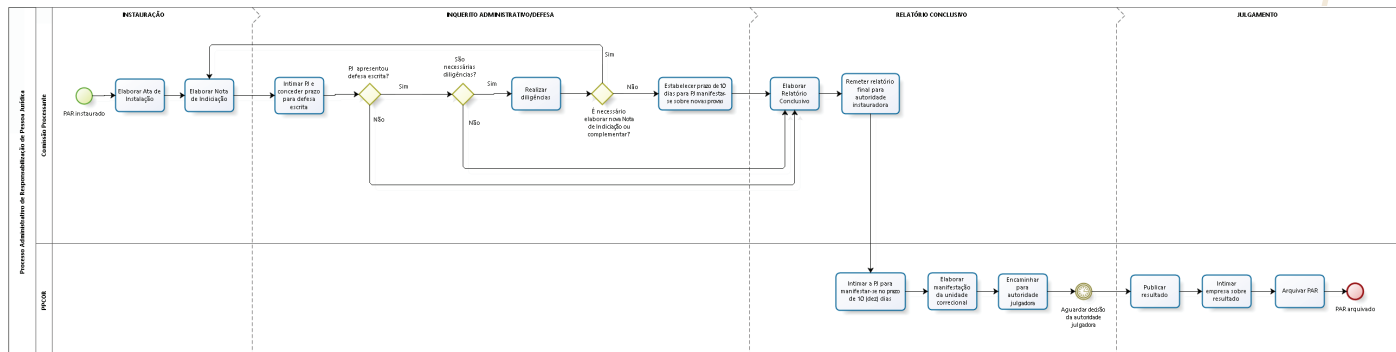 INSTAURAÇÃO
INQUERITO ADMINISTRATIVO/DEFESA
RELATÓRIO CONCLUSIVO
JULGAMENTO
Processo Administrativo de Responsabilização de Pessoa Jurídica
Comissão Processante
PAR instaurado
Elaborar Ata de
Instalação
Elaborar Nota
de Indiciação
Intimar PJ e
conceder prazo
para defesa
escrita
PJ apresentou
defesa escrita?
Sim
Não
São
necessárias
diligências?
Sim
Não
Realizar
diligências
Sim
Não
É necessário
elaborar nova Nota
de Indiciação ou
complementar?
Estabelecer prazo de 10
dias para PJ manifestar-
se sobre novas provas
Elaborar
Relatório
Conclusivo
Remeter relatório
final para
autoridade
instauradora
PPCOR
Intimar a PJ para
manifestar-se no prazo
de 10 (dez) dias
Elaborar
manifestação
da unidade
correcional
Encaminhar
para
autoridade
julgadora
Aguardar decisão
da autoridade
julgadora
Publicar
resultado
Intimar
empresa sobre
resultado
Arquivar PAR
PAR arquivado